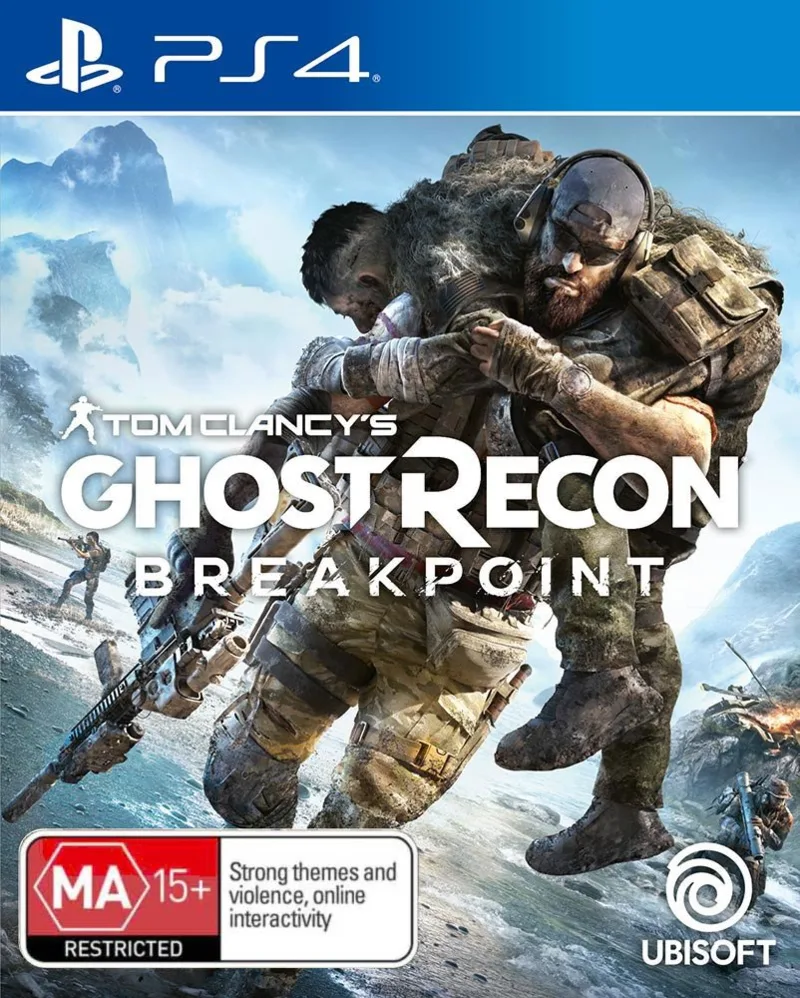 PS4®
TOM CLANCY'S
GHOST RECON
BREAKPOINT
MA 15+
RESTRICTED
Strong themes and
violence, online
interactivity
UBISOFT